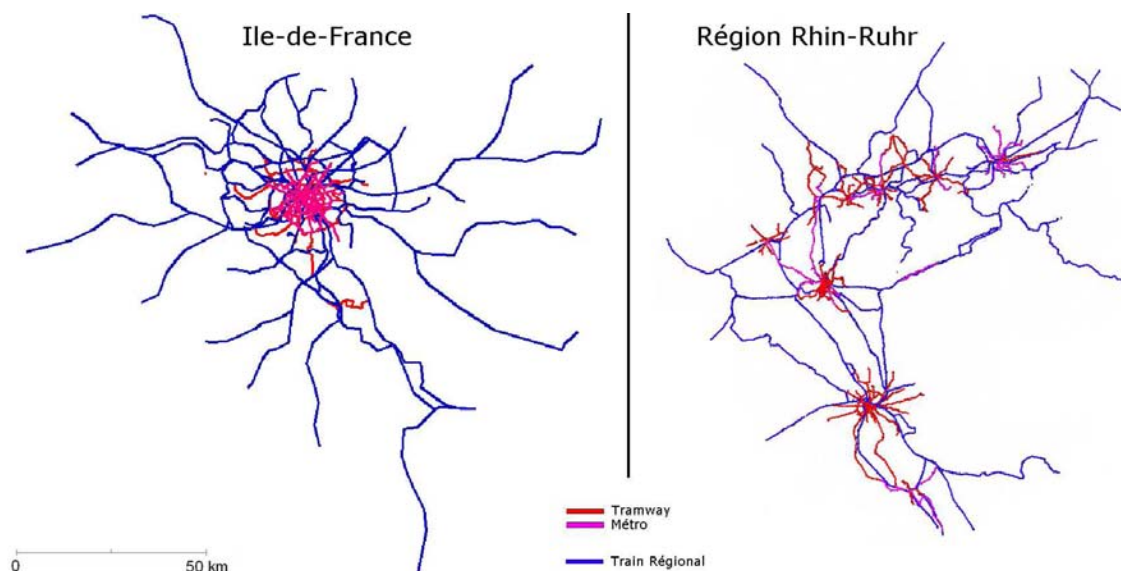 Ile-de-France
Région Rhin-Ruhr
Tramway
Métro
Train Régional
0 50 km